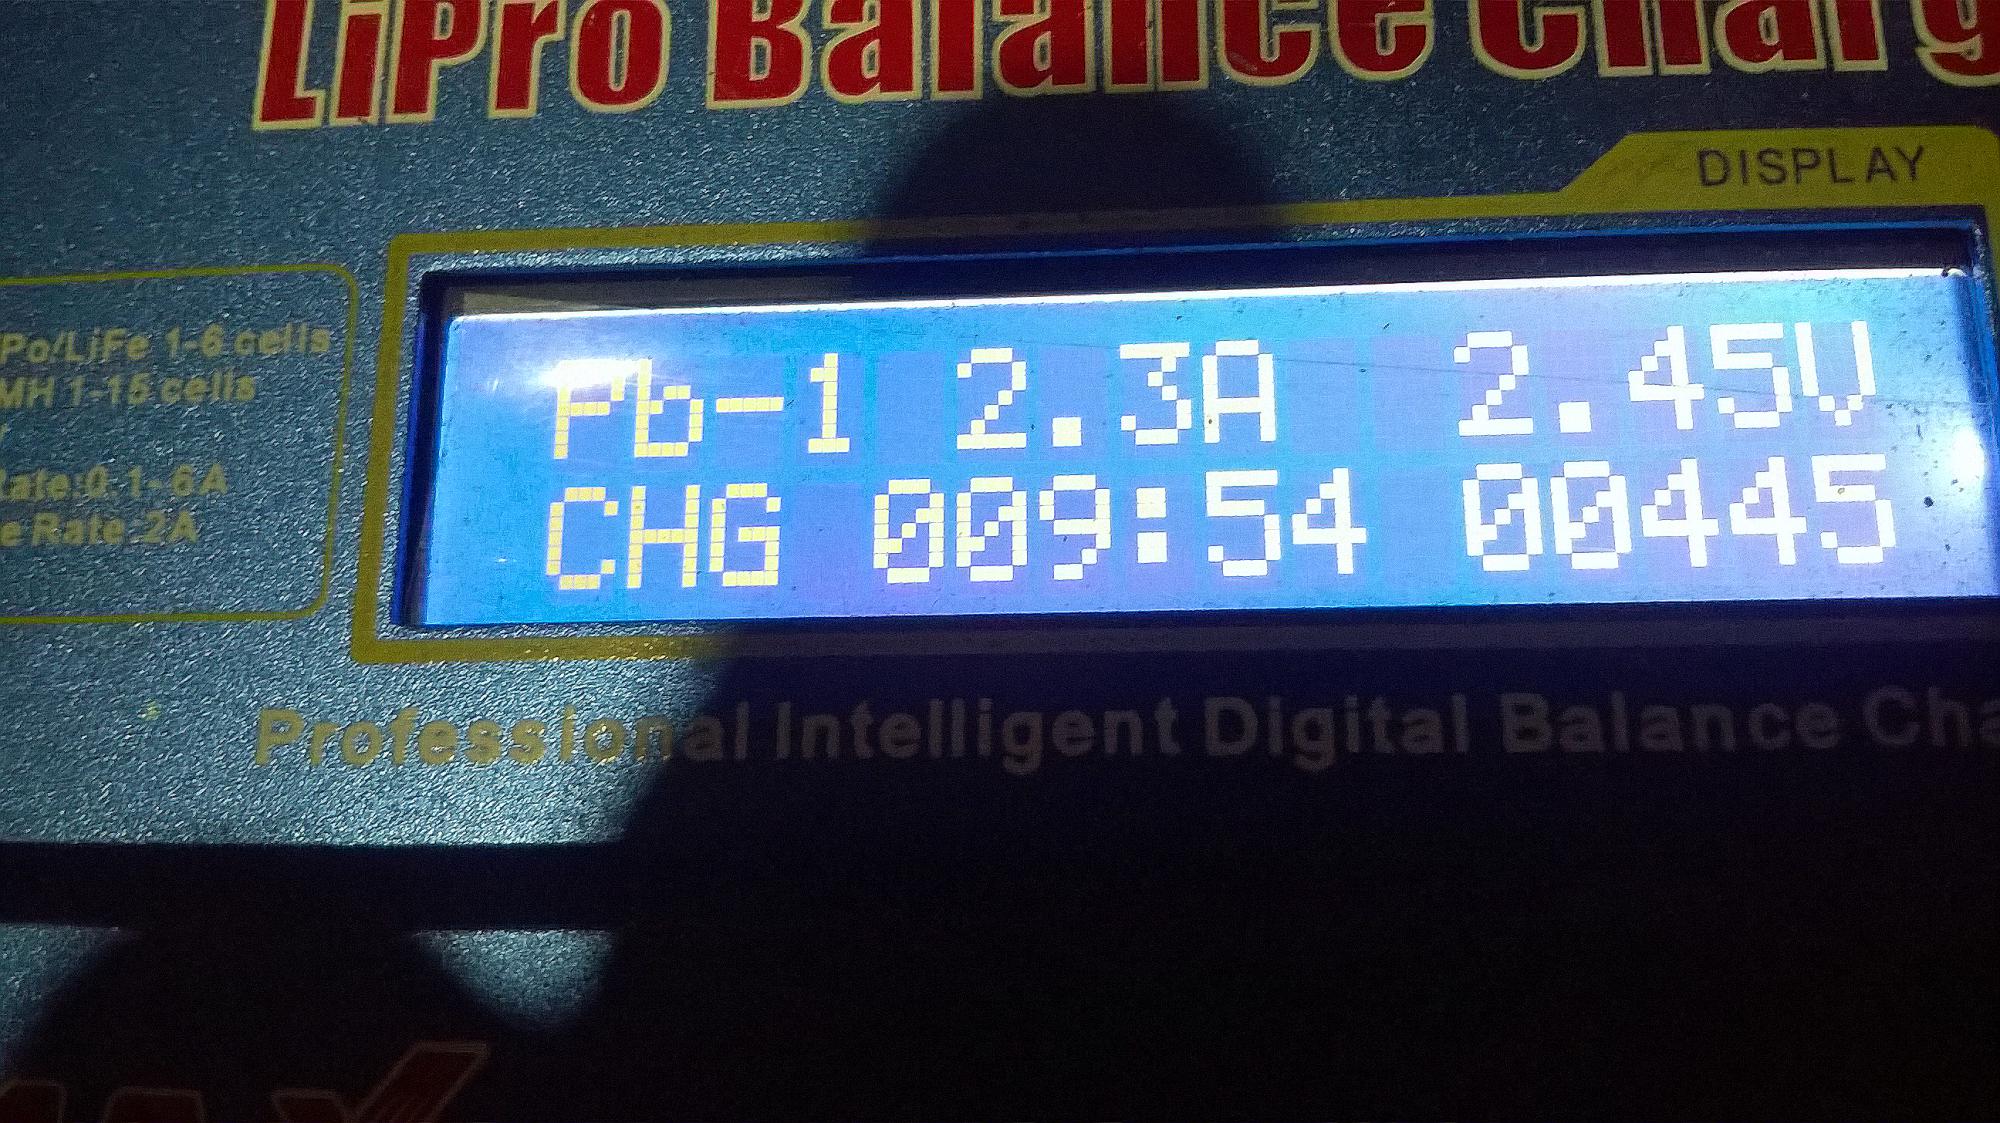 LiPro Balance Charg
DISPLAY
Po/LiFe 1-6 cells
MH 1-15 cells
Rate:0.1-6A
e Rate:2A
Pb-1 2.3A 2.45V
CHG 009:54 00445
Professional Intelligent Digital Balance Cha
MAX